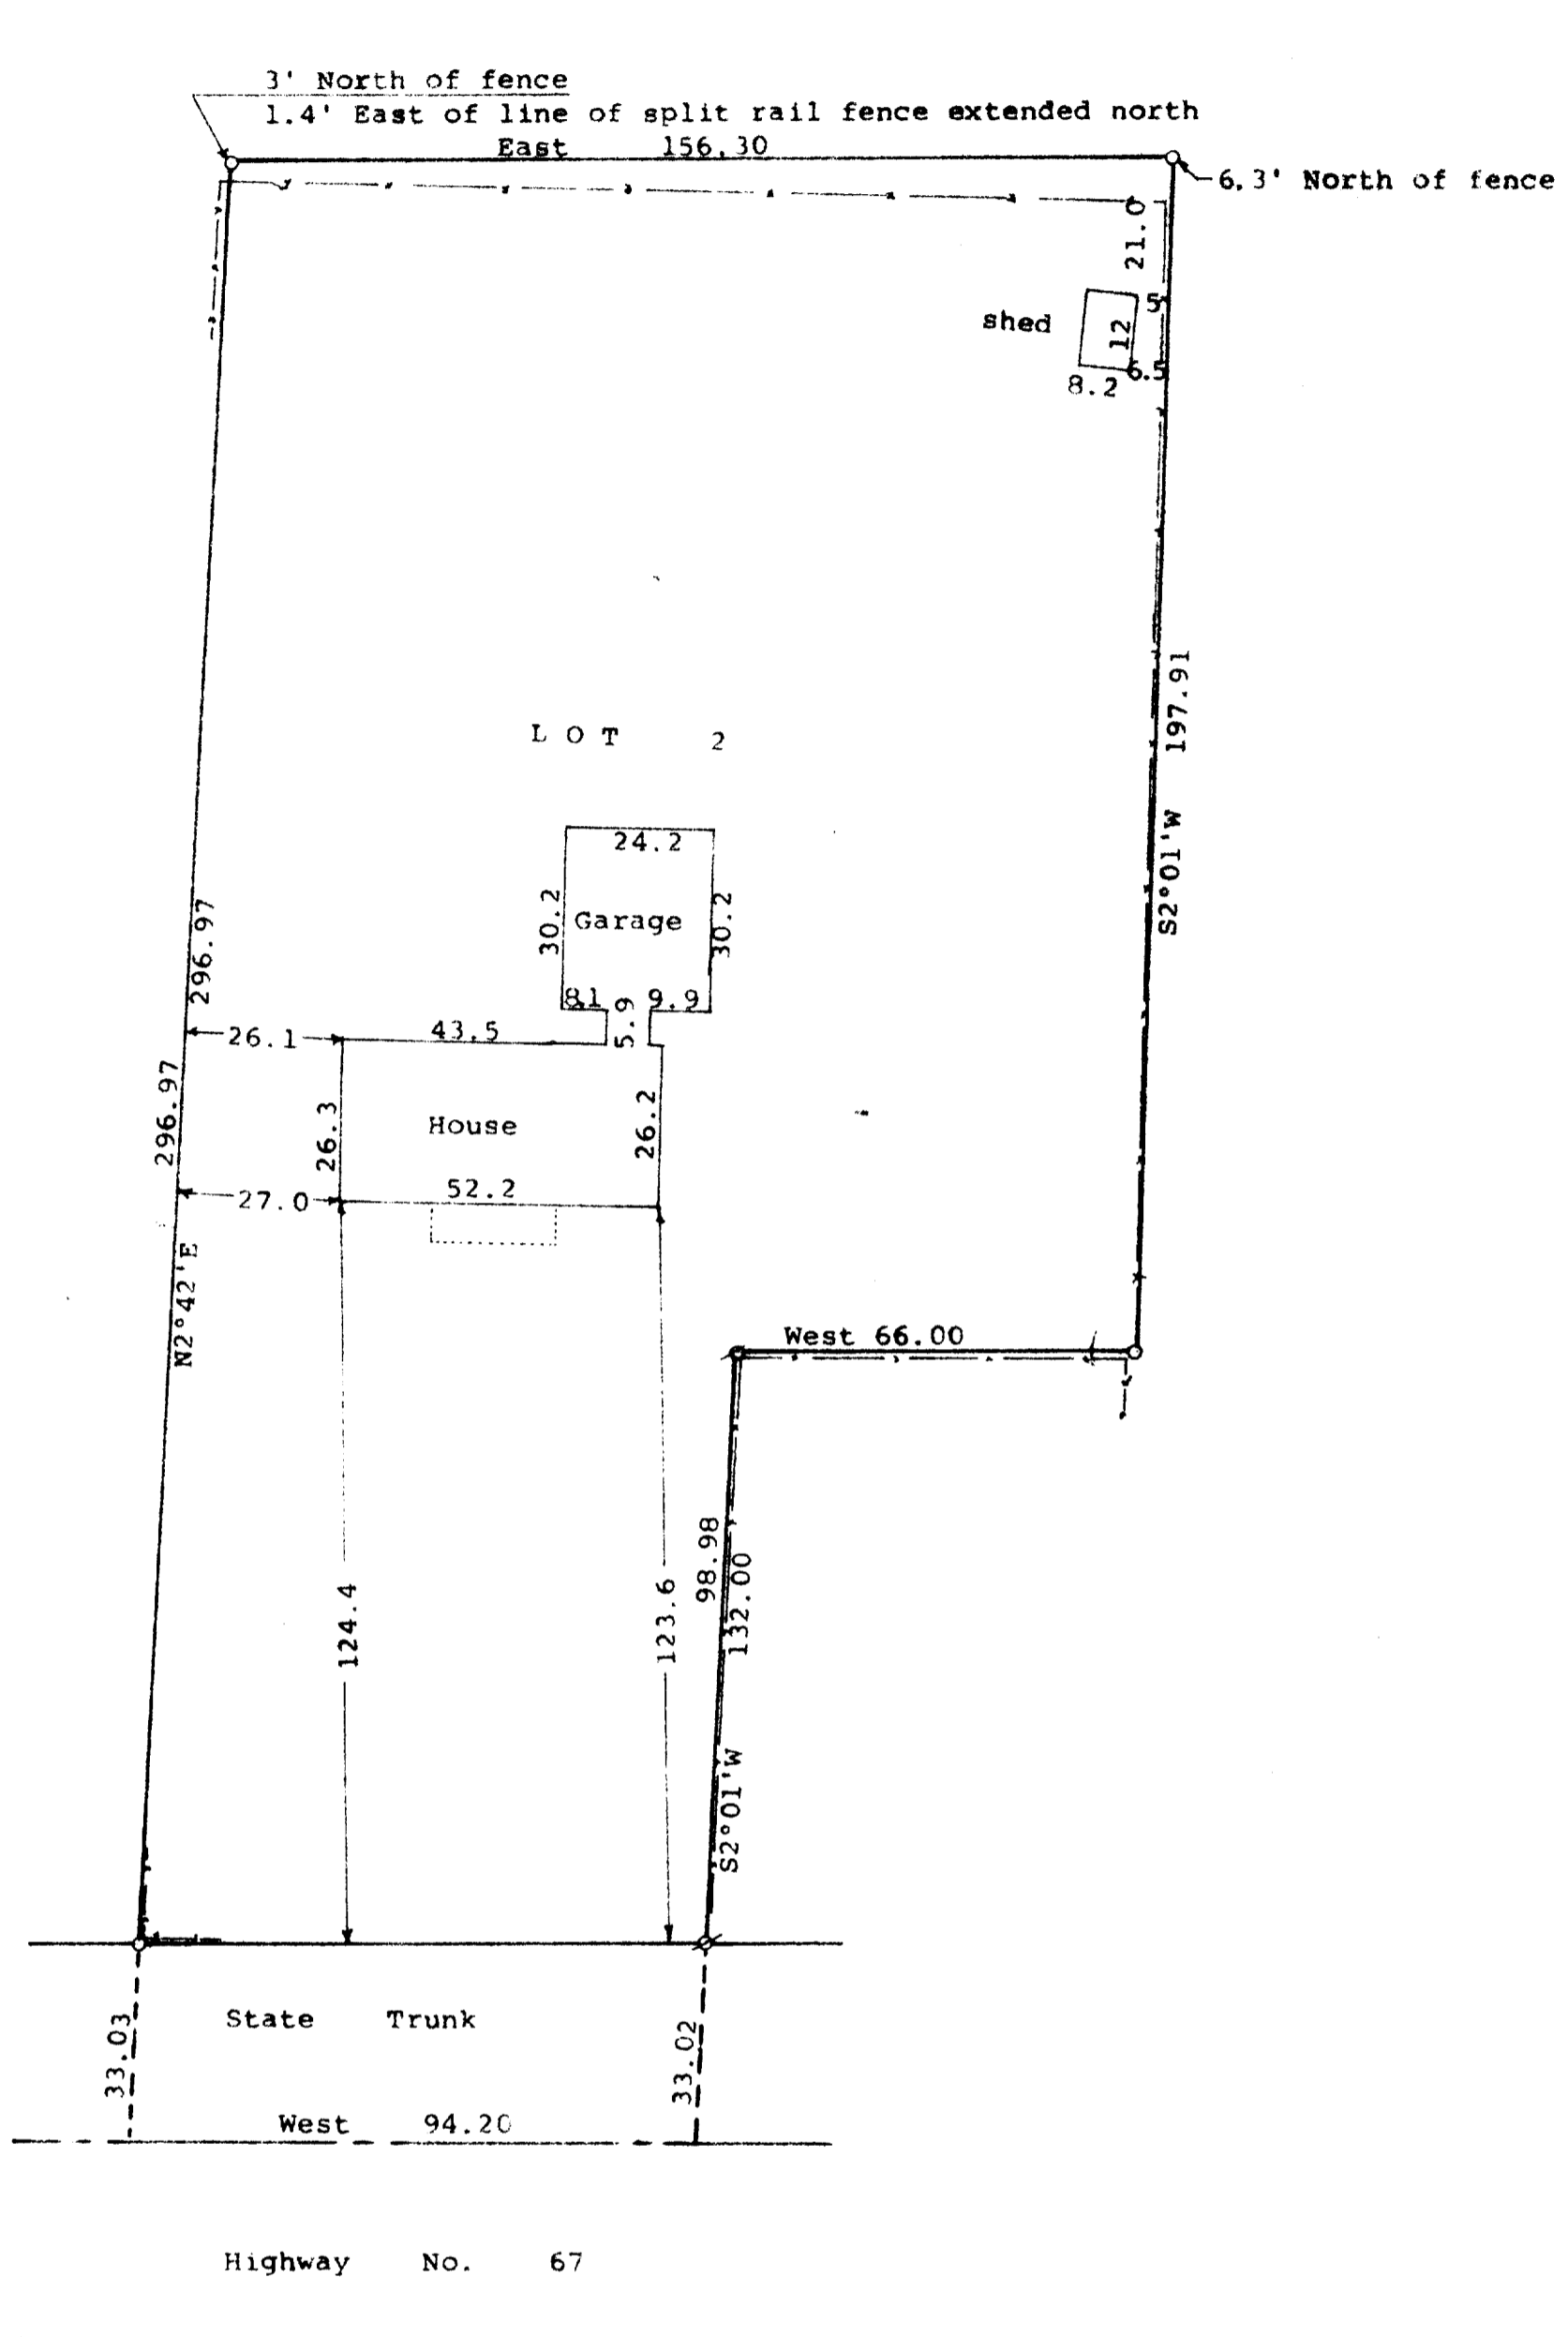 3' North of fence
1.4' East of line of split rail fence extended north
East 156.30
6.3' North of fence
21.0
5
shed
12
6.5
8.2
S2°01'W 197.91
LOT 2
24.2
30.2
Garage
30.2
8.1
5.9
9.9
296.97
26.1
43.5
296.97
26.3
House
26.2
27.0
52.2
N2°42'E
West 66.00
98.98
132.00
124.4
123.6
S2°01'W
State Trunk
33.03
33.02
West 94.20
Highway No. 67